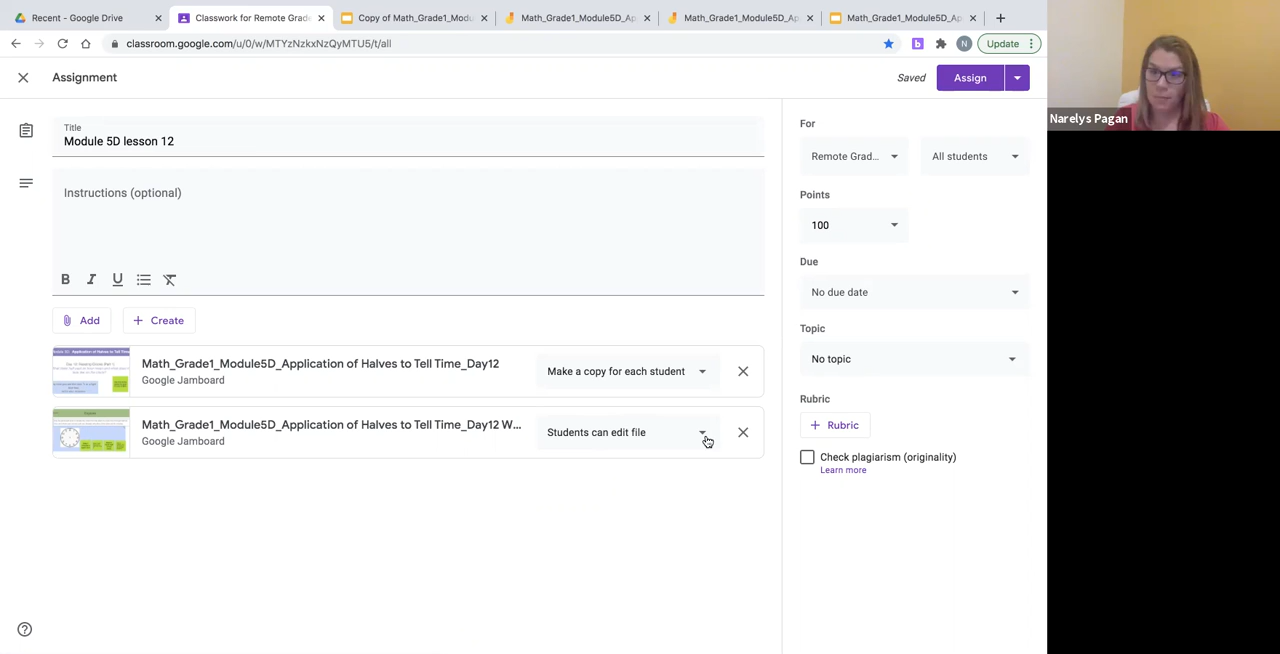 Recent - Google Drive
Classwork for Remote Grad
Copy of Math_Grade1_Modu
Math_Grade1_Module5D_Ap
Math_Grade1_Module5D_Ap
Math_Grade1_Module5D_Ap
classroom.google.com/u/0/w/MTYzNzkxNzQyMTU5/t/all
b
N
Update
Assignment
Saved
Assign
Narelys Pagan
Title
Module 5D lesson 12
Instructions (optional)
B I U
Add
Create
Math_Grade1_Module5D_Application of Halves to Tell Time_Day12
Google Jamboard
Make a copy for each student
Math_Grade1_Module5D_Application of Halves to Tell Time_Day12 W...
Google Jamboard
Students can edit file
For
Remote Grad...
All students
Points
100
Due
No due date
Topic
No topic
Rubric
Rubric
Check plagiarism (originality)
Learn more